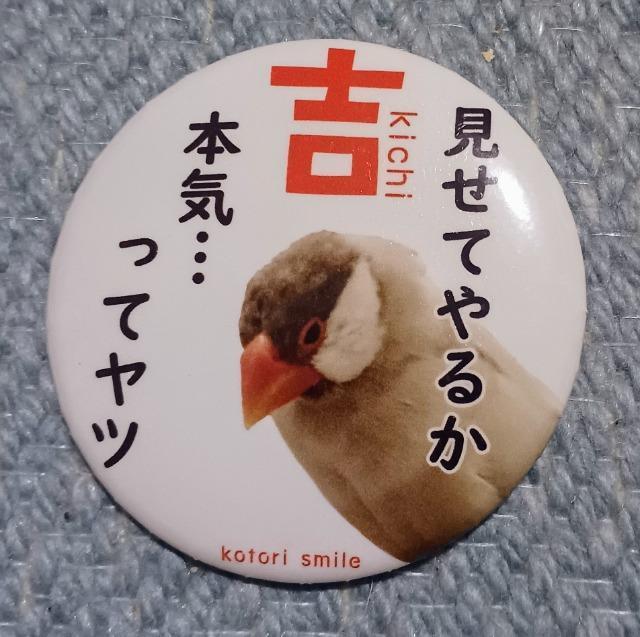 吉
kichi
見せてやるか
本気…
ってヤツ
kotori smile